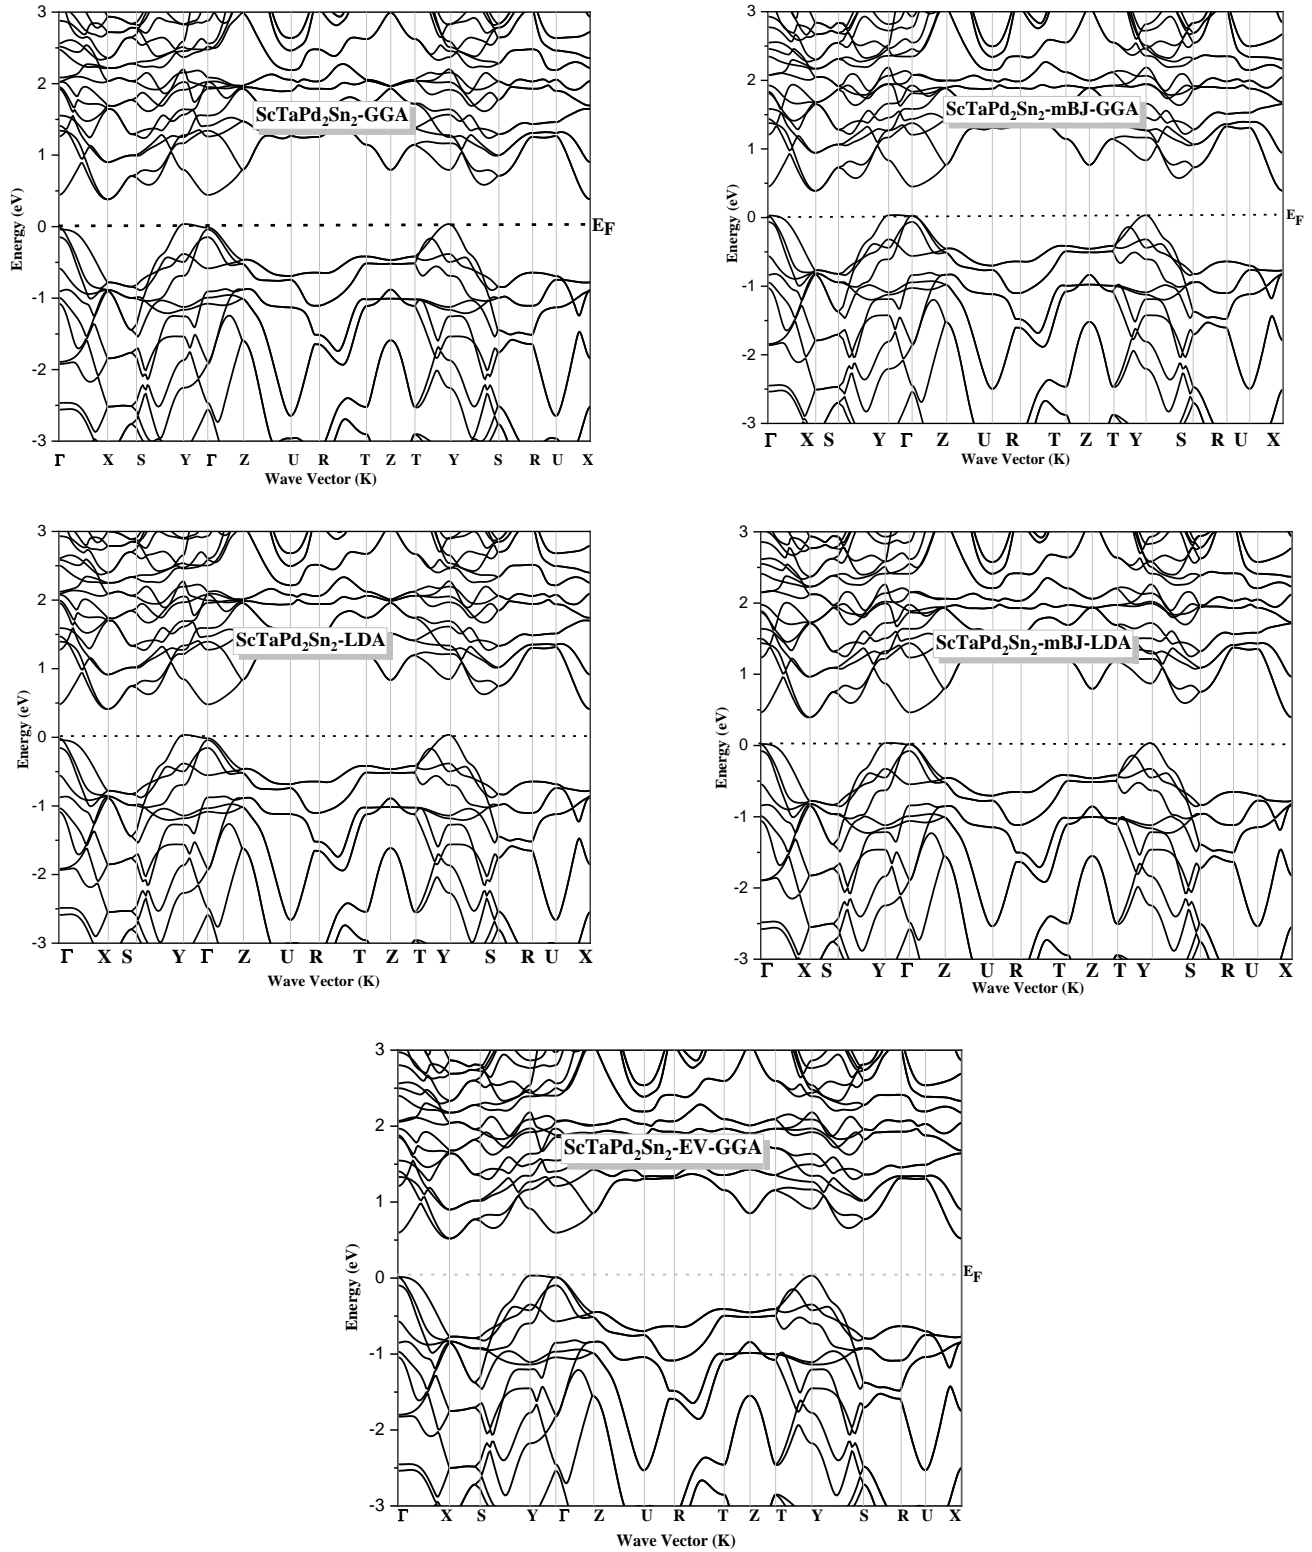 3
2
1
0
-1
-2
-3
Energy (eV)
ScTaPd₂Sn₂-GGA
E_F
Γ X S Y Γ Z U R T Z T Y S R U X
Wave Vector (K)
3
2
1
0
-1
-2
-3
Energy (eV)
ScTaPd₂Sn₂-mBJ-GGA
E_F
Γ X S Y Γ Z U R T Z T Y S R U X
Wave Vector (K)
3
2
1
0
-1
-2
-3
Energy (eV)
ScTaPd₂Sn₂-LDA
Γ X S Y Γ Z U R T Z T Y S R U X
Wave Vector (K)
3
2
1
0
-1
-2
-3
Energy (eV)
ScTaPd₂Sn₂-mBJ-LDA
Γ X S Y Γ Z U R T Z T Y S R U X
Wave Vector (K)
3
2
1
0
-1
-2
-3
Energy (eV)
ScTaPd₂Sn₂-EV-GGA
E_F
Γ X S Y Γ Z U R T Z T Y S R U X
Wave Vector (K)